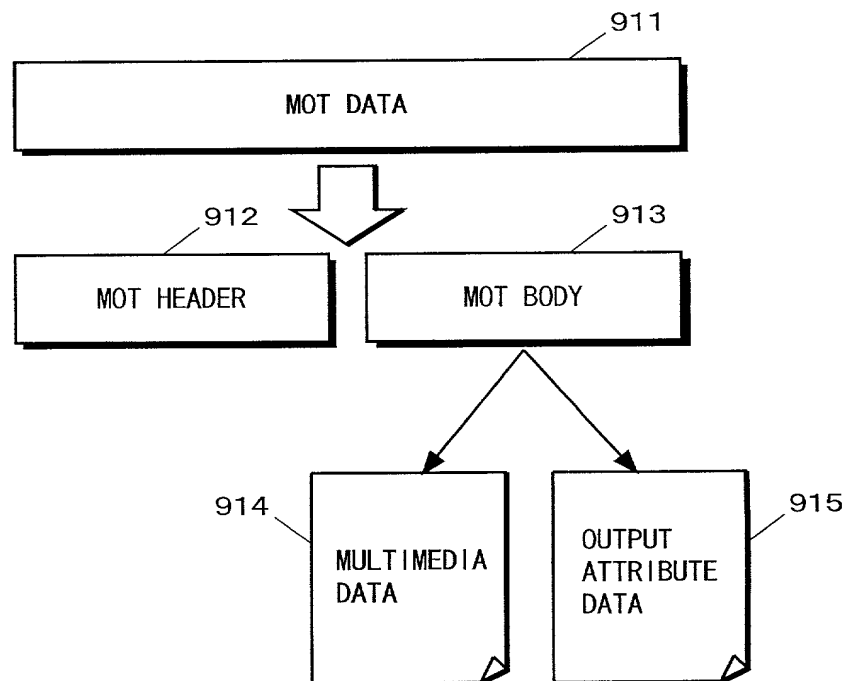 911
MOT DATA
912
913
MOT HEADER
MOT BODY
914
915
MULTIMEDIA
DATA
OUTPUT
ATTRIBUTE
DATA